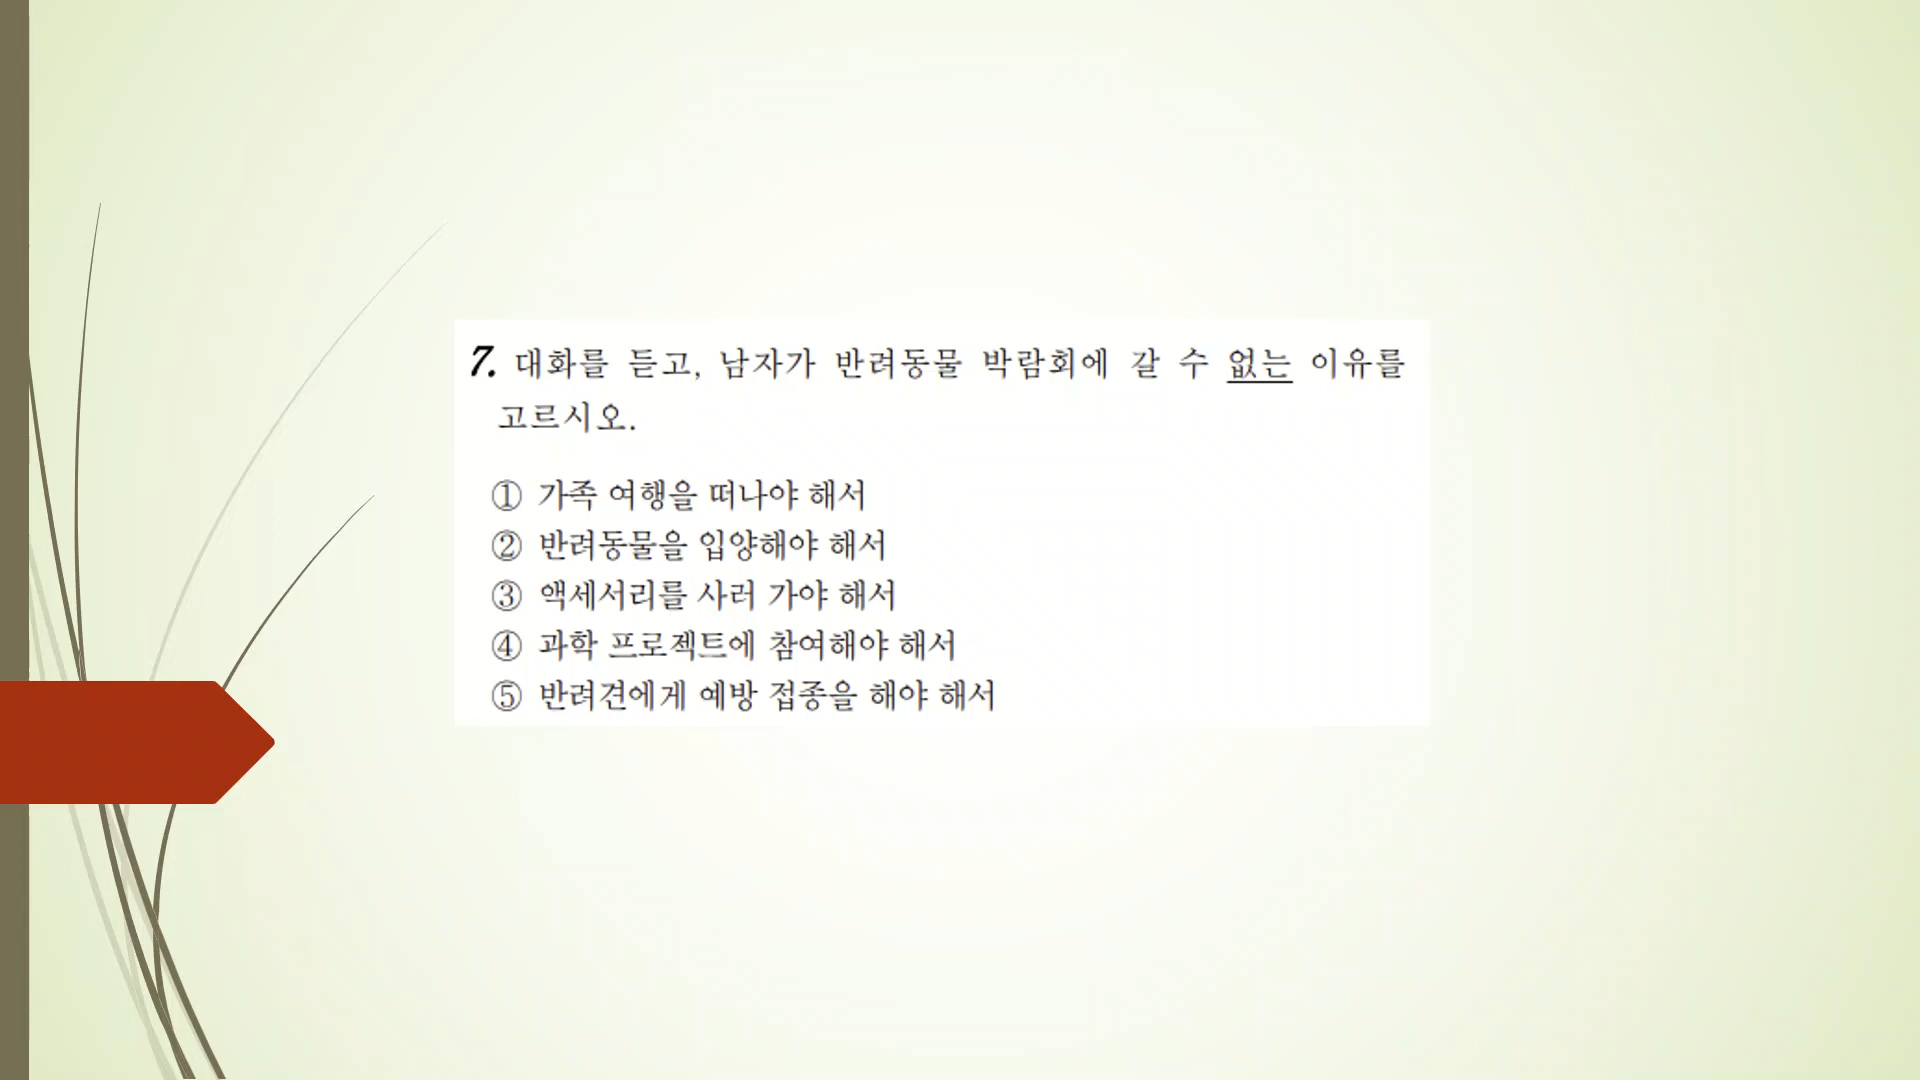 7. 대화를 듣고, 남자가 반려동물 박람회에 갈 수 없는 이유를
고르시오.
① 가족 여행을 떠나야 해서
② 반려동물을 입양해야 해서
③ 액세서리를 사러 가야 해서
④ 과학 프로젝트에 참여해야 해서
⑤ 반려견에게 예방 접종을 해야 해서